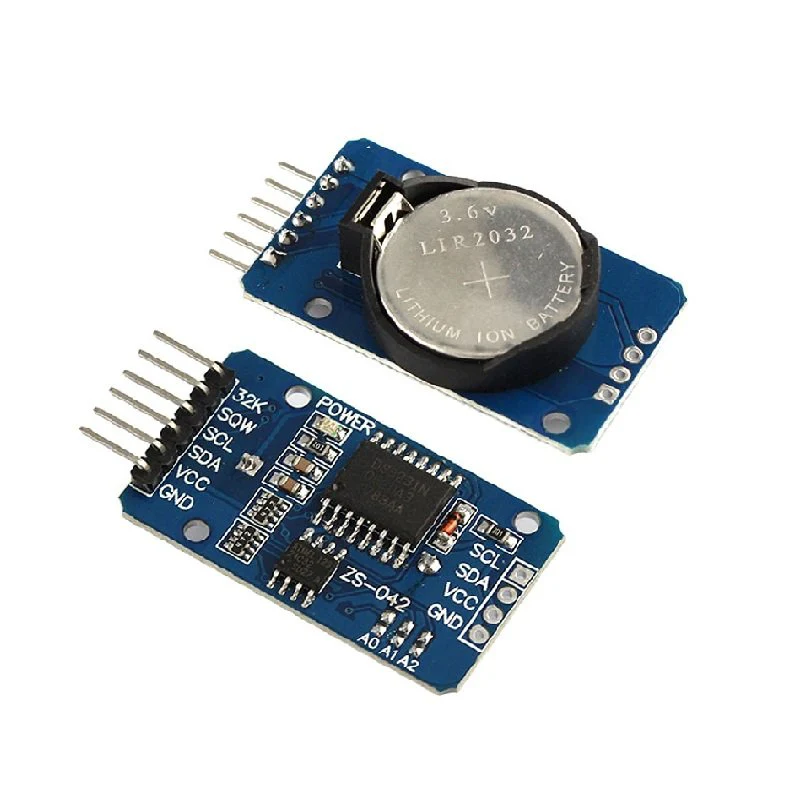 3.6V
LIR2032
LITHIUM ION BATTERY
32K
SQW
SCL
SDA
VCC
GND
POWER
ZS-042
SCL
SDA
VCC
GND
A0 A1 A2